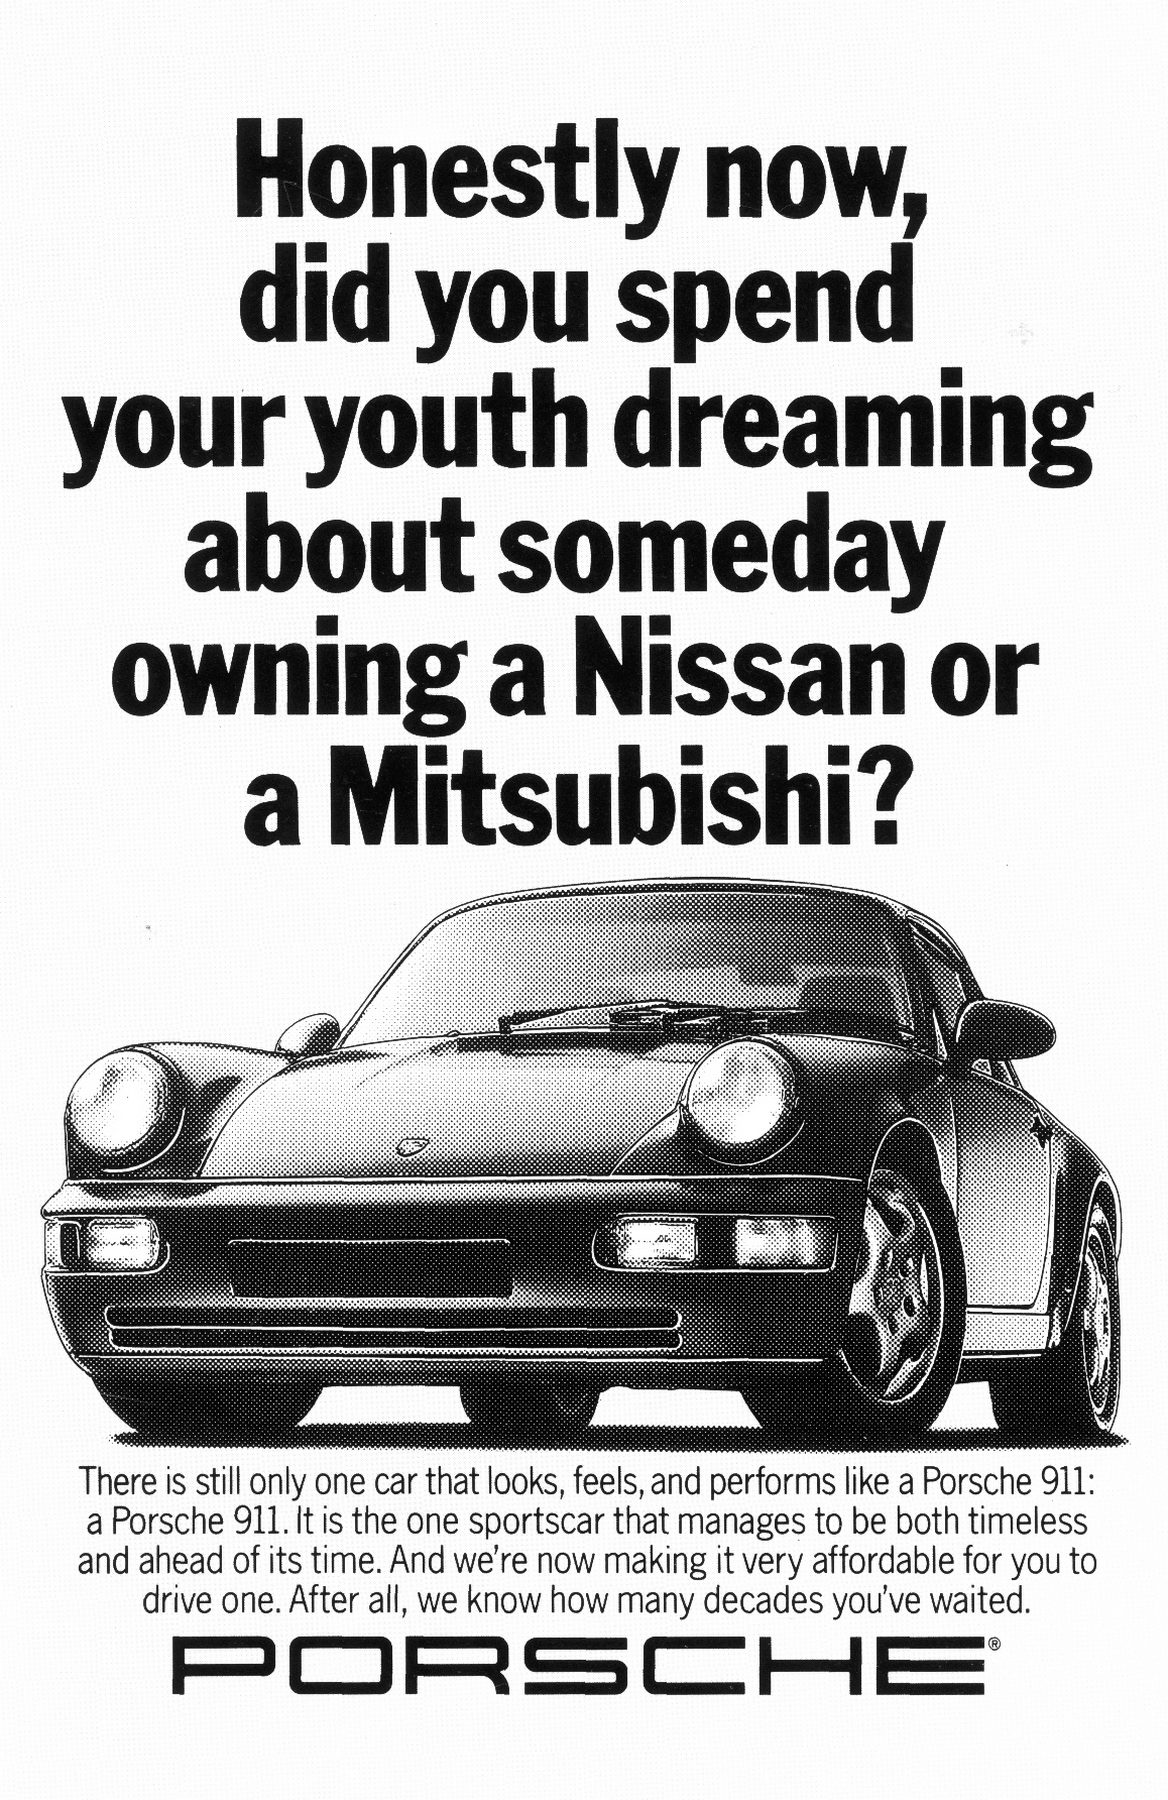 Honestly now,
did you spend
your youth dreaming
about someday
owning a Nissan or
a Mitsubishi?
There is still only one car that looks, feels, and performs like a Porsche 911:
a Porsche 911. It is the one sportscar that manages to be both timeless
and ahead of its time. And we're now making it very affordable for you to
drive one. After all, we know how many decades you've waited.
PORSCHE®